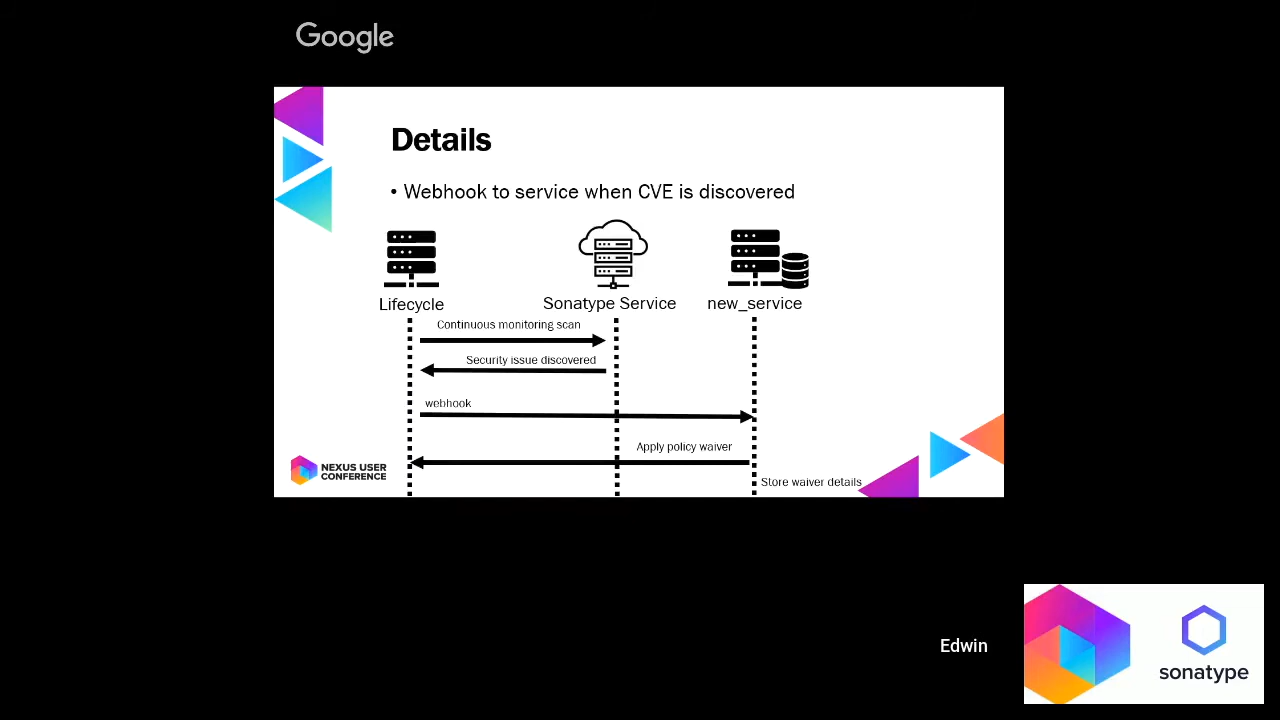 Google
Details
• Webhook to service when CVE is discovered
Lifecycle
Sonatype Service
new_service
Continuous monitoring scan
Security issue discovered
webhook
Apply policy waiver
Store waiver details
NEXUS USER
CONFERENCE
Edwin
sonatype